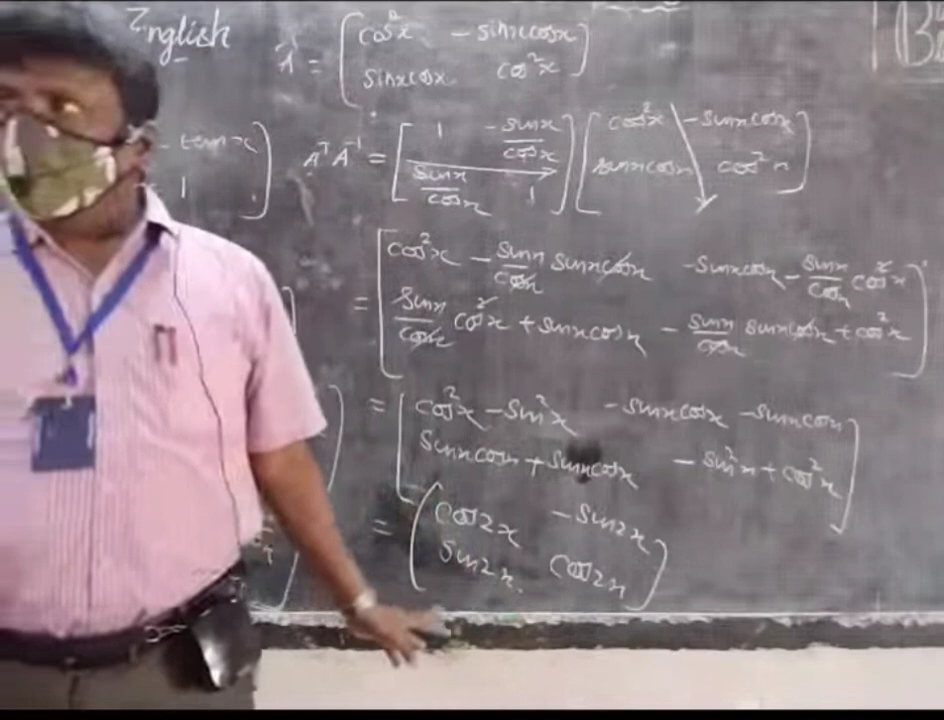 English
A⁻¹ = [ cos²x - sinxcosx
sinxcosx cos²x ]
- tanx
1
AᵀA⁻¹ = [ 1 - sinx/cosx
sinx/cosx 1 ] [ cos²x - sinxcosx
sinxcosx cos²x ]
= [ cos²x - sinx/cosx sinxcosx - sinxcosx - sinx/cosx cos²x
sinx/cosx cos²x + sinxcosx - sinx/cosx sinxcosx + cos²x ]
= [ cos²x - sin²x - sinxcosx - sinxcosx
sinxcosx + sinxcosx - sin²x + cos²x ]
= [ cos2x - sin2x
sin2x cos2x ]